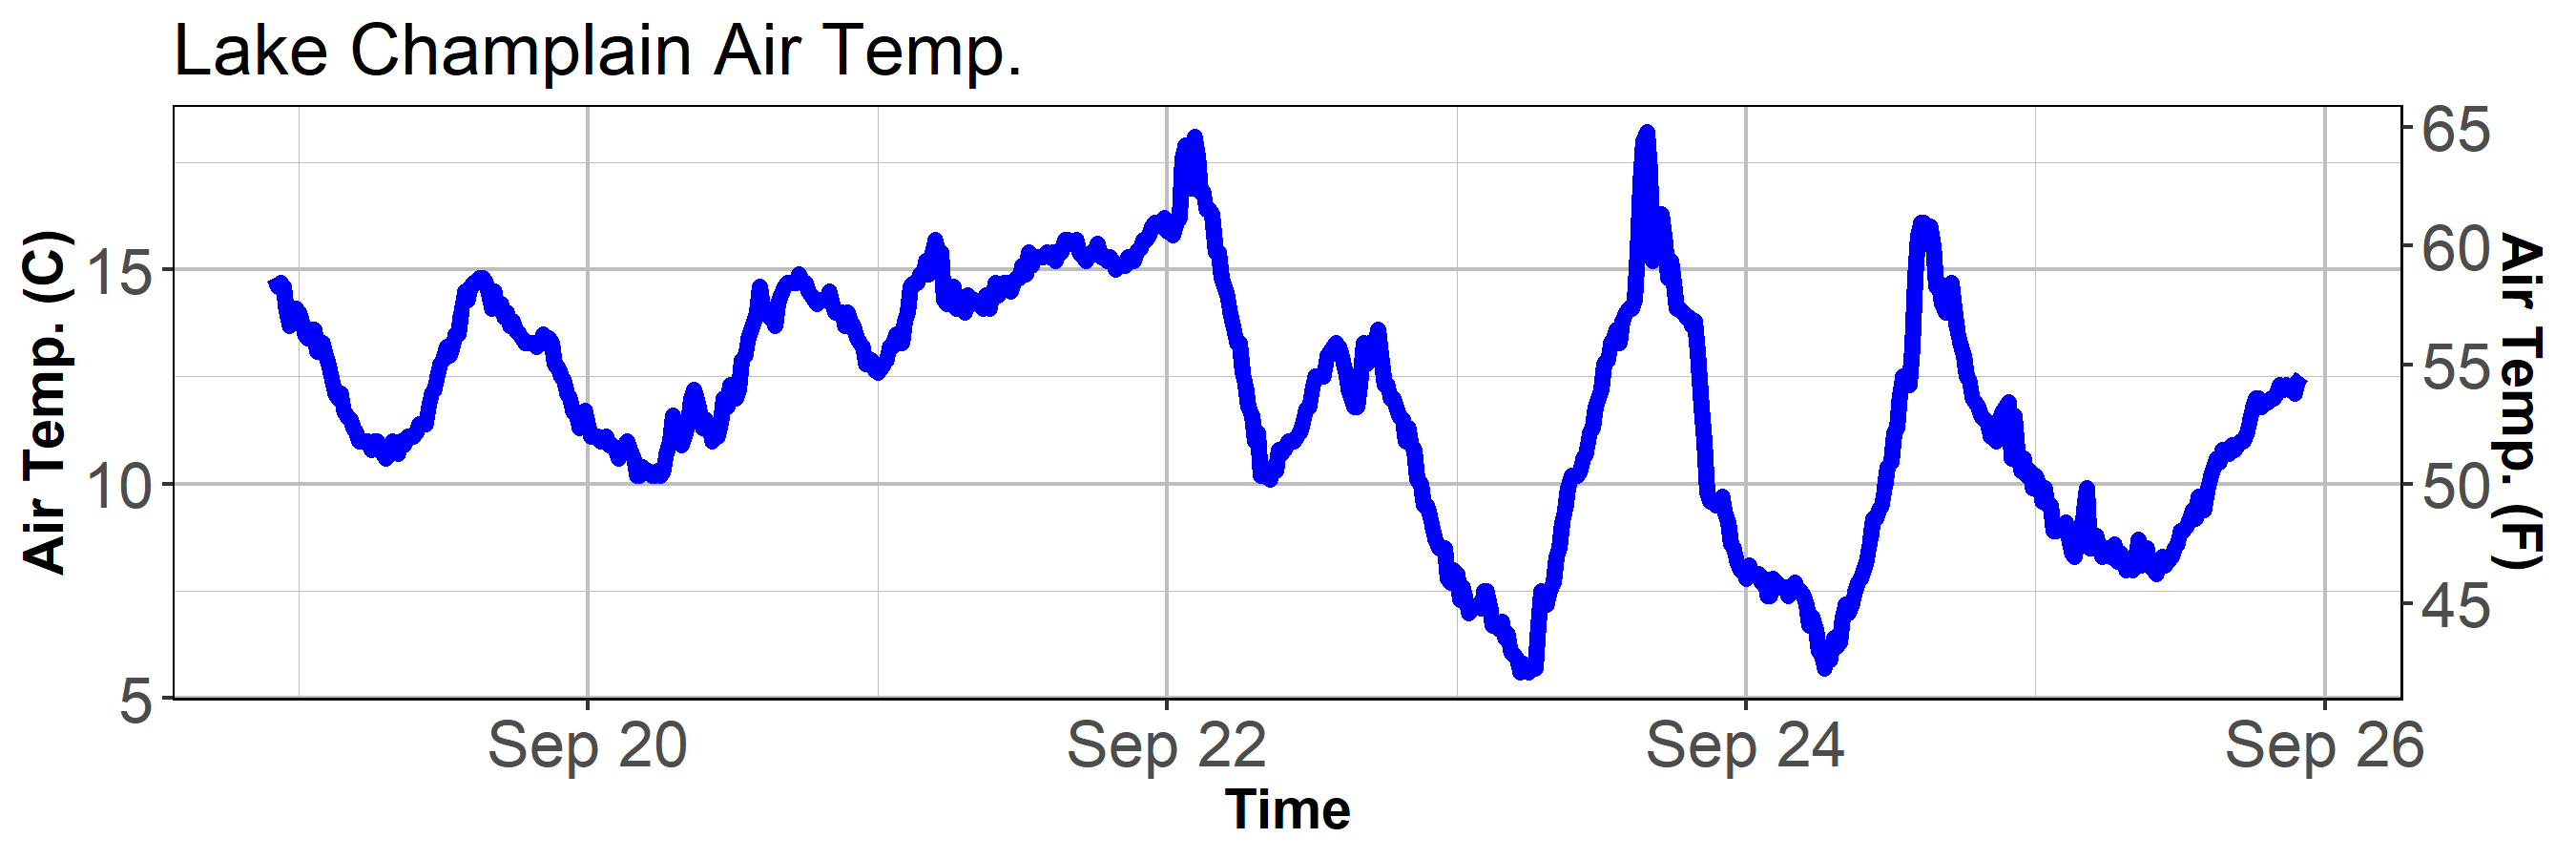 Lake Champlain Air Temp.
Air Temp. (C)
15
10
5
65
60
55
50
45
Air Temp. (F)
Sep 20 Sep 22 Sep 24 Sep 26
Time